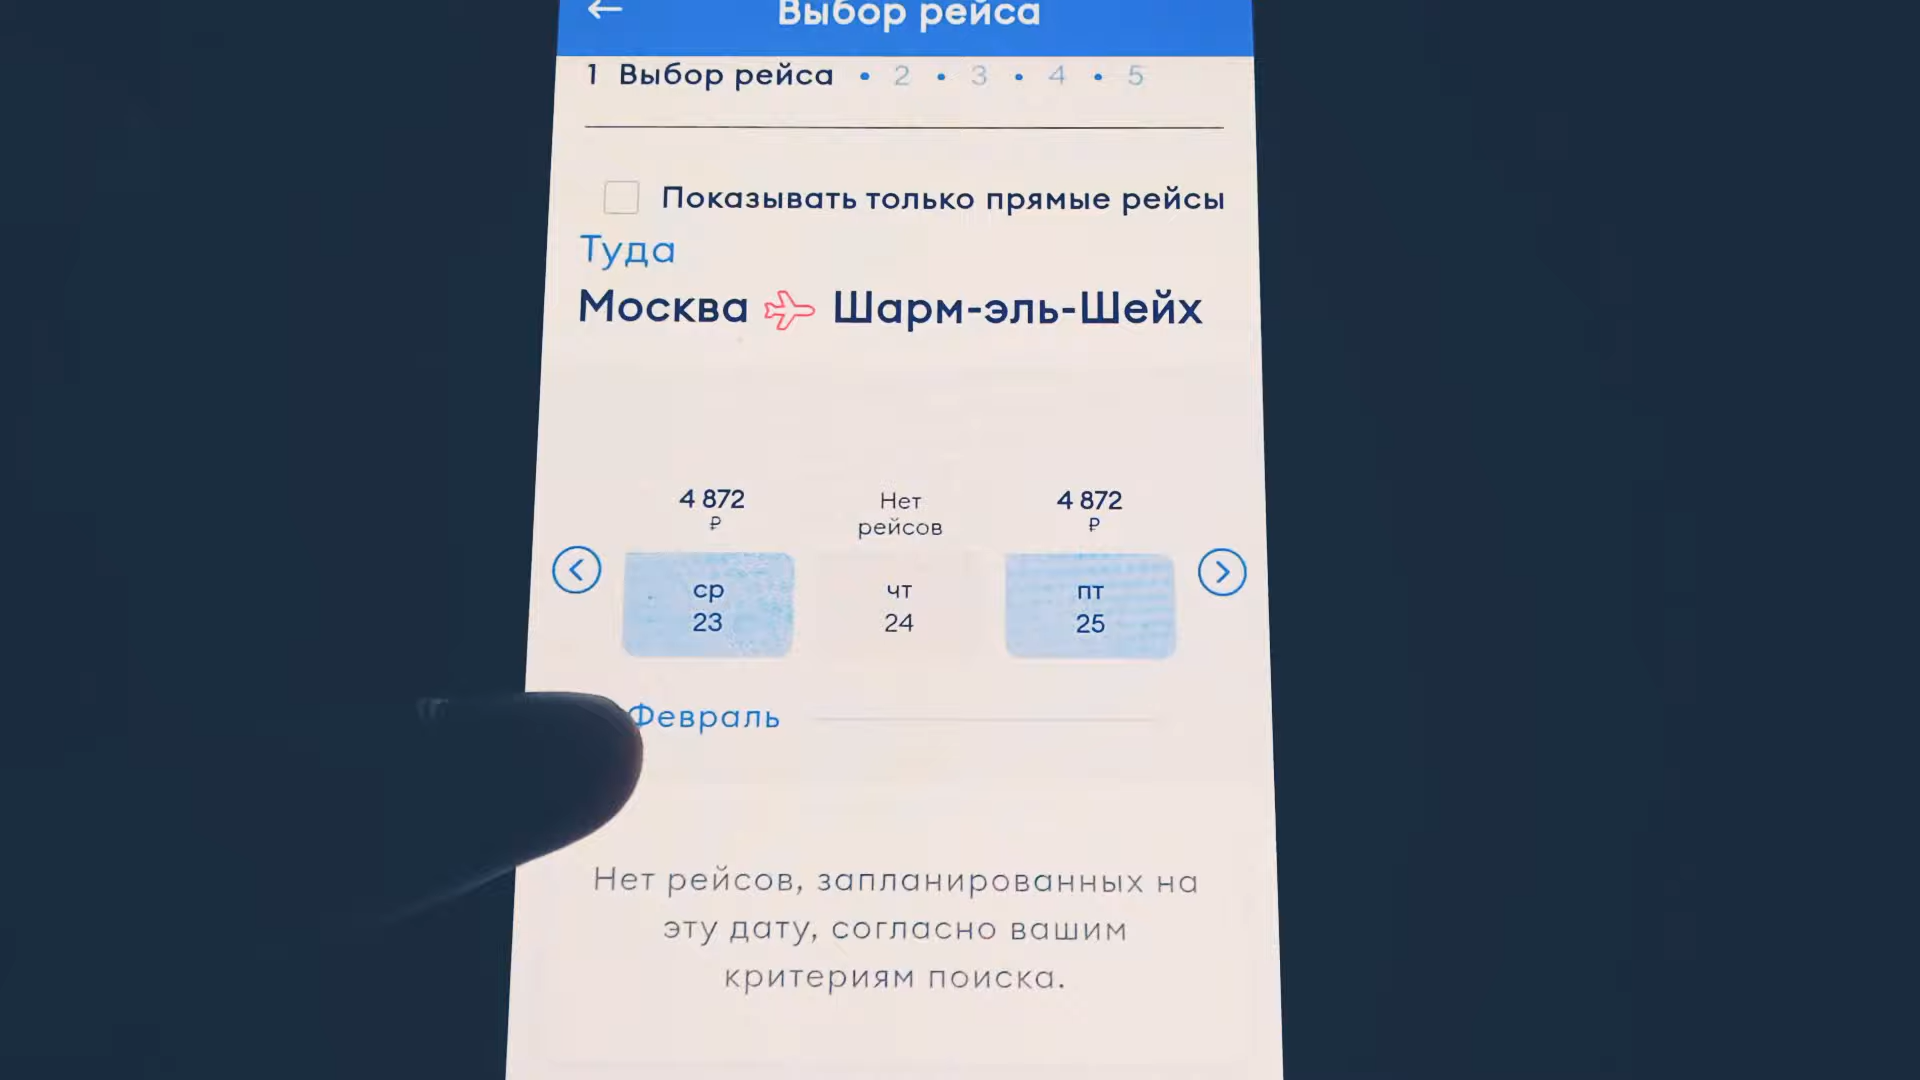 Выбор рейса
1 Выбор рейса • 2 • 3 • 4 • 5
Показывать только прямые рейсы
Туда
Москва Шарм-эль-Шейх
4 872 ₽
Нет рейсов
4 872 ₽
ср 23
чт 24
пт 25
Февраль
Нет рейсов, запланированных на
эту дату, согласно вашим
критериям поиска.